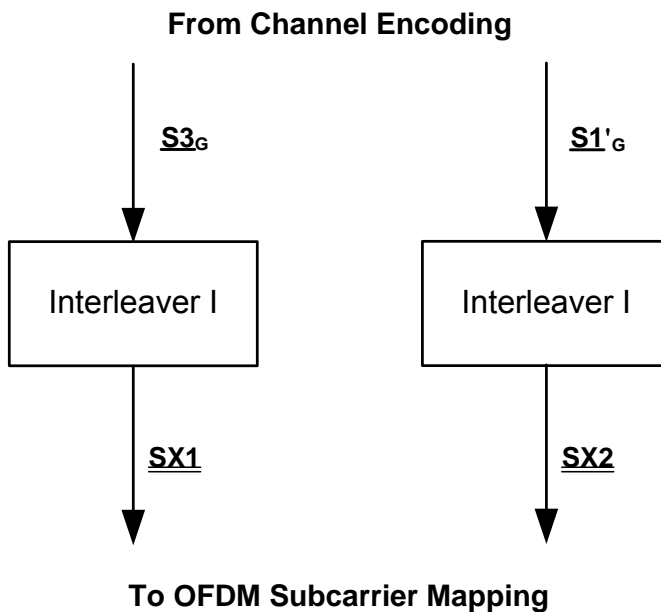 From Channel Encoding
S3G S1'G
Interleaver I Interleaver I
SX1 SX2
To OFDM Subcarrier Mapping